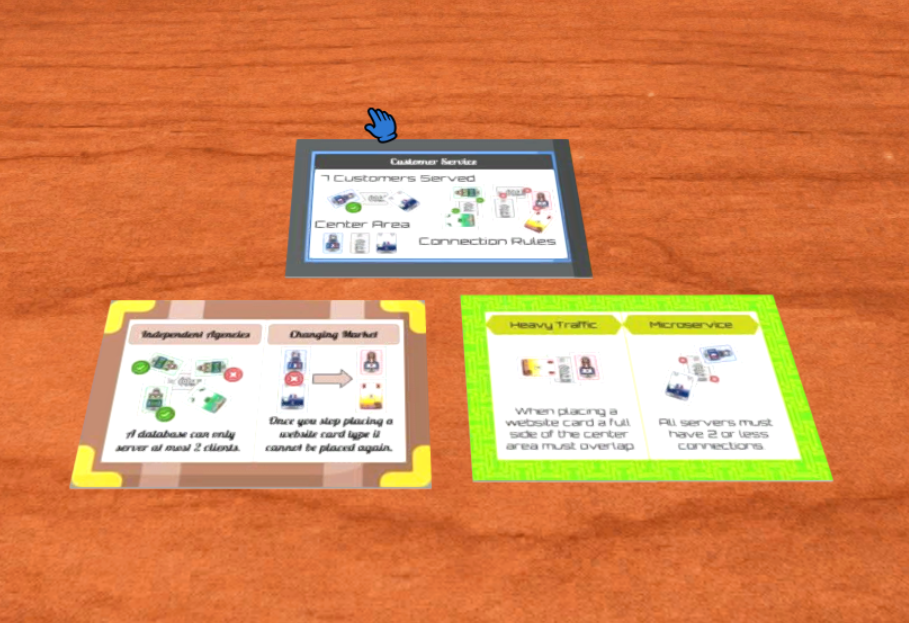 Customer Service
7 Customers Served
Center Area
Connection Rules
Independent Agencies
A database can only
server at most 2 clients.
Changing Market
Once you stop placing a
website card type it
cannot be placed again.
Heavy Traffic
When placing a
website card a full
side of the center
area must overlap
Microservice
All servers must
have 2 or less
connections